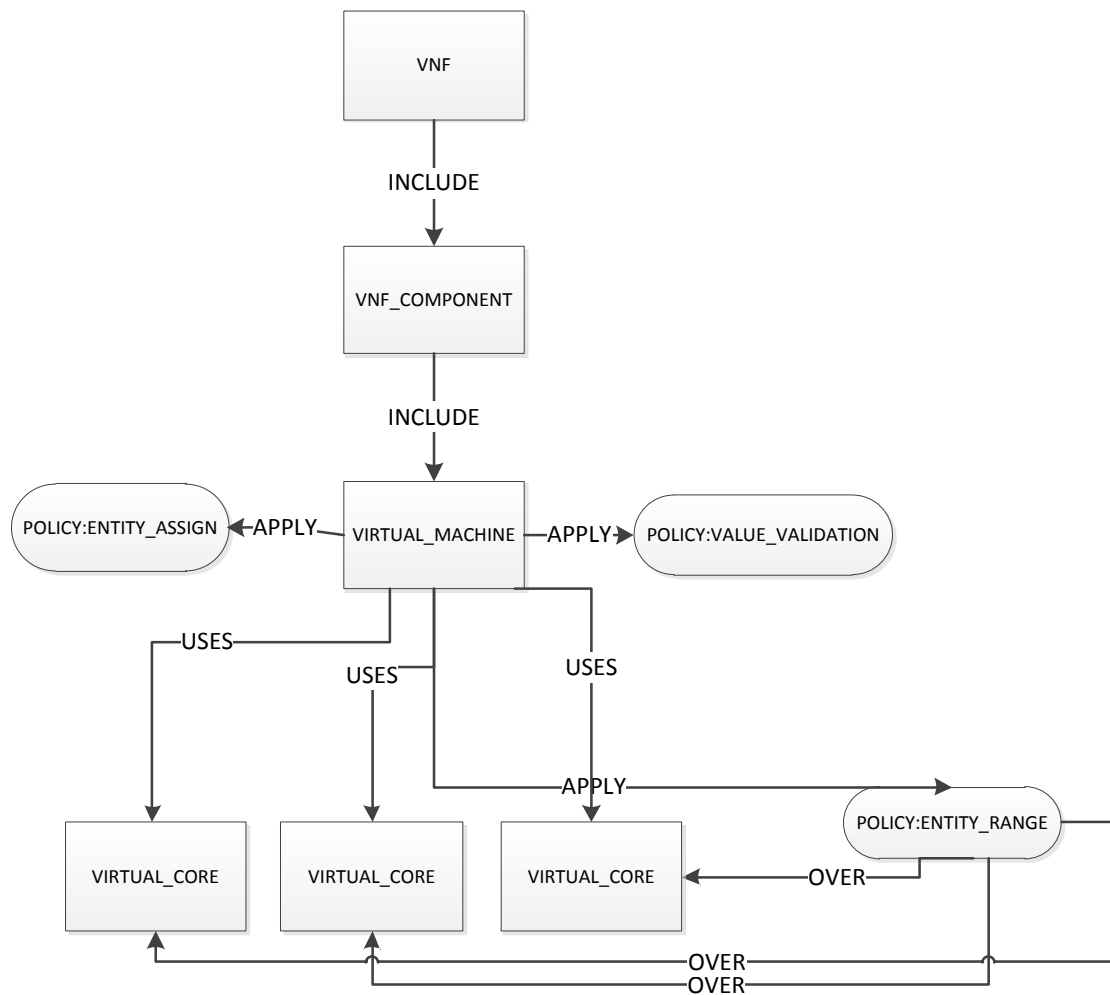 VNF
INCLUDE
VNF_COMPONENT
INCLUDE
POLICY:ENTITY_ASSIGN
APPLY
VIRTUAL_MACHINE
APPLY
POLICY:VALUE_VALIDATION
USES
USES
USES
APPLY
POLICY:ENTITY_RANGE
VIRTUAL_CORE
VIRTUAL_CORE
VIRTUAL_CORE
OVER
OVER
OVER